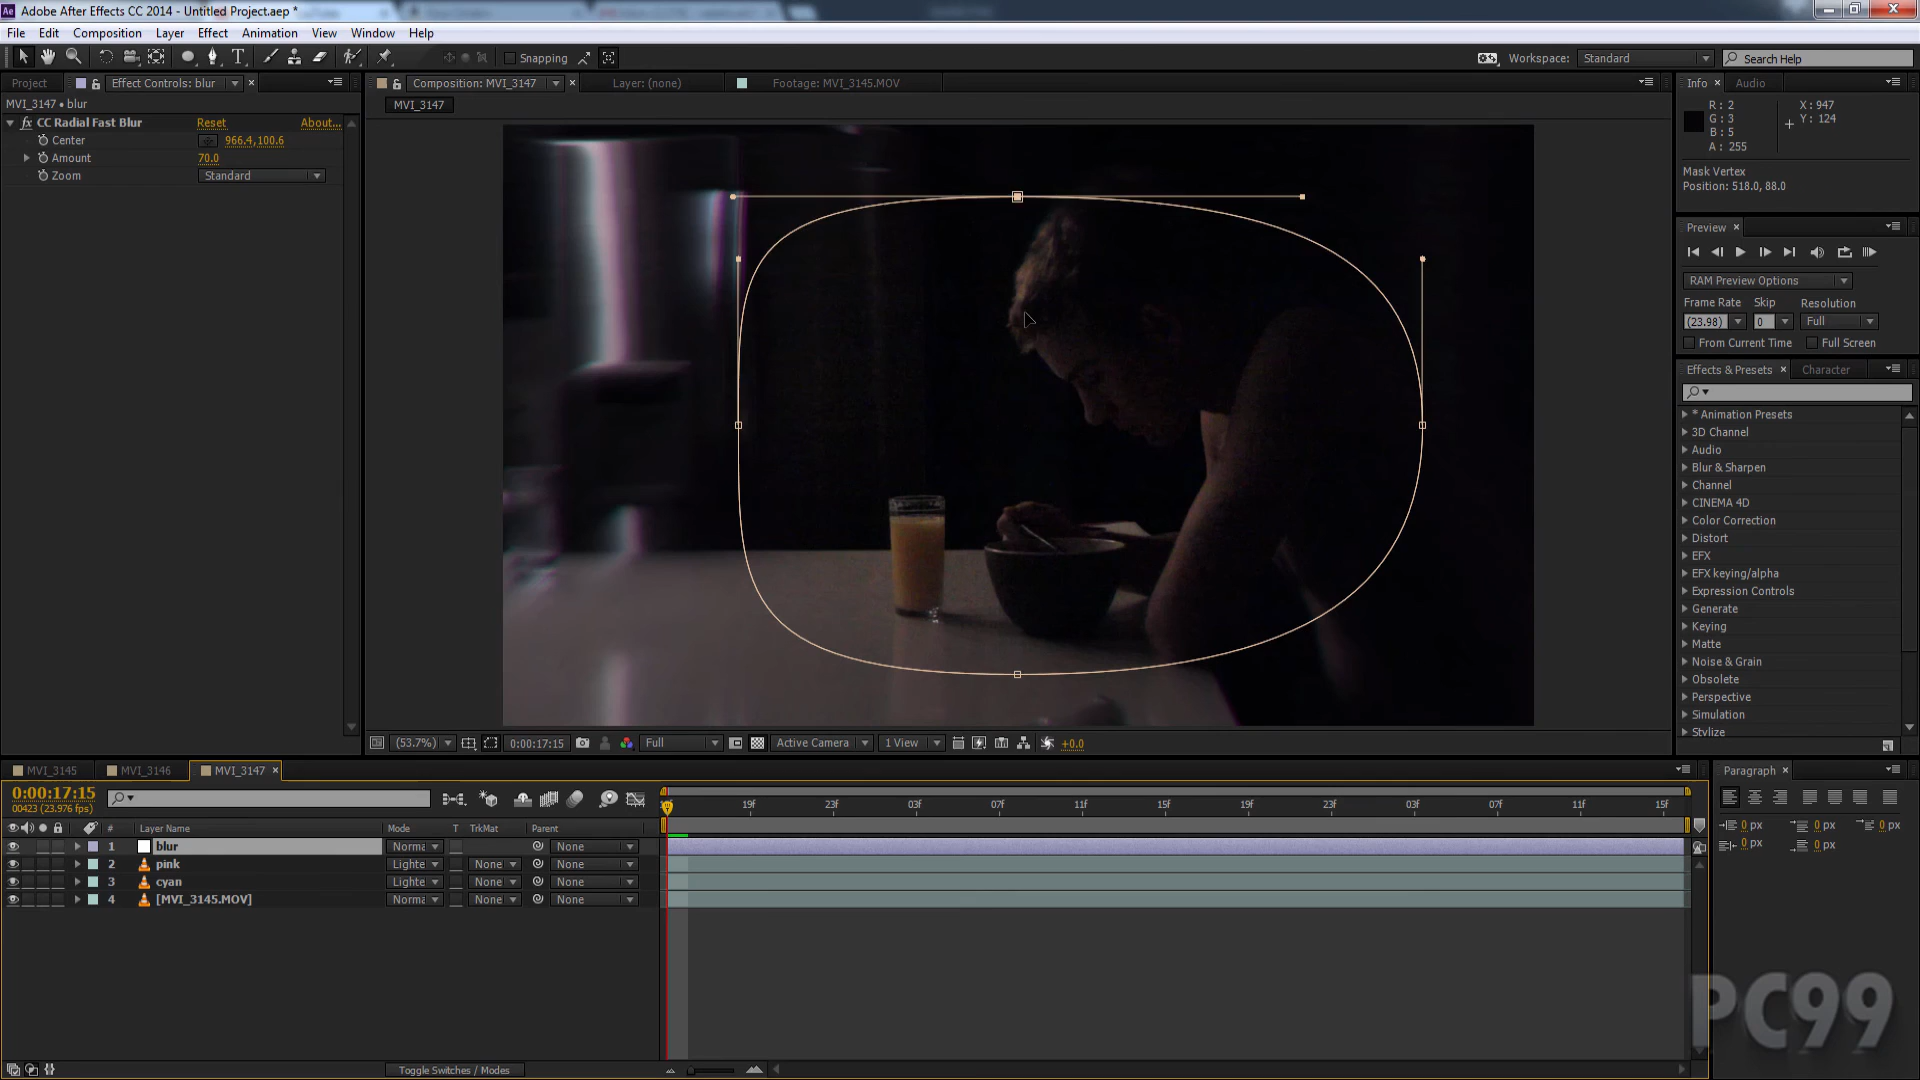 Adobe After Effects CC 2014 - Untitled Project.aep *
File Edit Composition Layer Effect Animation View Window Help
Snapping
Workspace: Standard
Search Help
Project
Effect Controls: blur
MVI_3147 • blur
fx CC Radial Fast Blur Reset About...
Center 966.4,100.6
Amount 70.0
Zoom Standard
Composition: MVI_3147
Layer: (none)
Footage: MVI_3145.MOV
MVI_3147
Info Audio
R: 2 X: 947
G: 3 Y: 124
B: 5
A: 255
Mask Vertex
Position: 518.0, 88.0
Preview
RAM Preview Options
Frame Rate Skip Resolution
(23.98) 0 Full
From Current Time Full Screen
Effects & Presets Character
* Animation Presets
3D Channel
Audio
Blur & Sharpen
Channel
CINEMA 4D
Color Correction
Distort
EFX
EFX keying/alpha
Expression Controls
Generate
Keying
Matte
Noise & Grain
Obsolete
Perspective
Simulation
Stylize
(53.7%) 0:00:17:15 Full Active Camera 1 View +0.0
MVI_3145 MVI_3146 MVI_3147
0:00:17:15
00423 (23.976 fps)
19f 23f 03f 07f 11f 15f 19f 23f 03f 07f 11f 15f
# Layer Name Mode T TrkMat Parent
1 blur Norma None
2 pink Lighte None None
3 cyan Lighte None None
4 [MVI_3145.MOV] Norma None None
Toggle Switches / Modes
Paragraph
0 px 0 px 0 px
0 px 0 px
PC99